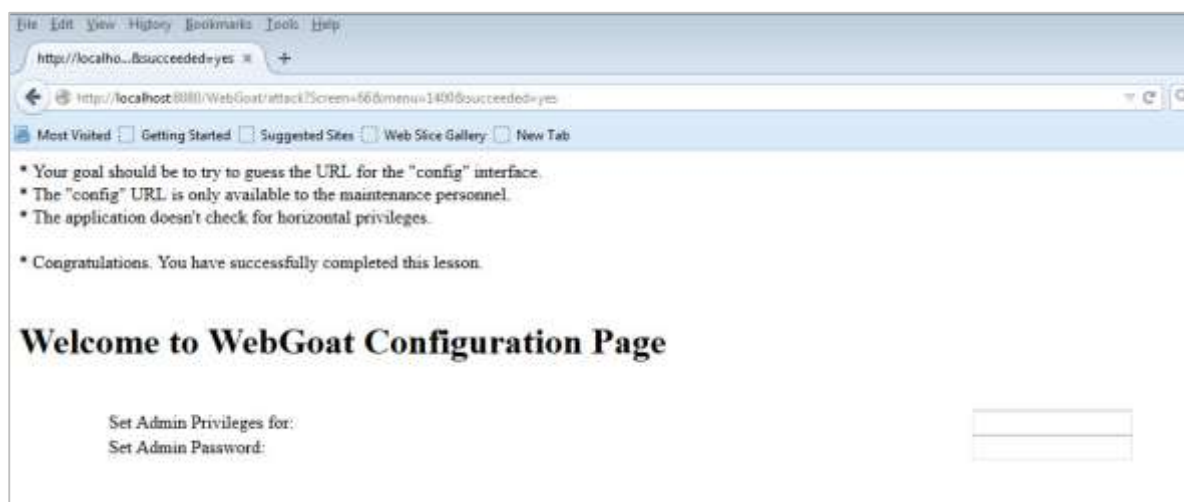 File Edit View History Bookmarks Tools Help
http://localho...&succeeded=yes × +
http://localhost:8080/WebGoat/attack?Screen=66&menu=1400&succeeded=yes
Most Visited Getting Started Suggested Sites Web Slice Gallery New Tab
* Your goal should be to try to guess the URL for the "config" interface.
* The "config" URL is only available to the maintenance personnel.
* The application doesn't check for horizontal privileges.
* Congratulations. You have successfully completed this lesson.
Welcome to WebGoat Configuration Page
Set Admin Privileges for:
Set Admin Password: